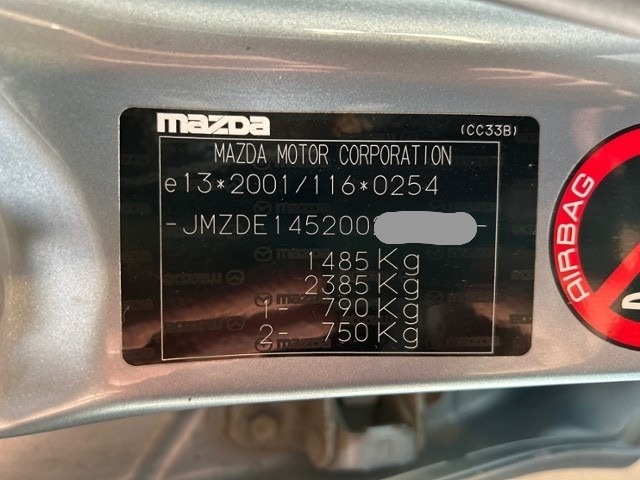 mazda (CC33B)
MAZDA MOTOR CORPORATION
e13*2001/116*0254
-JMZDE145200 -
1485Kg
2385Kg
1- 790Kg
2- 750Kg
AIRBAG